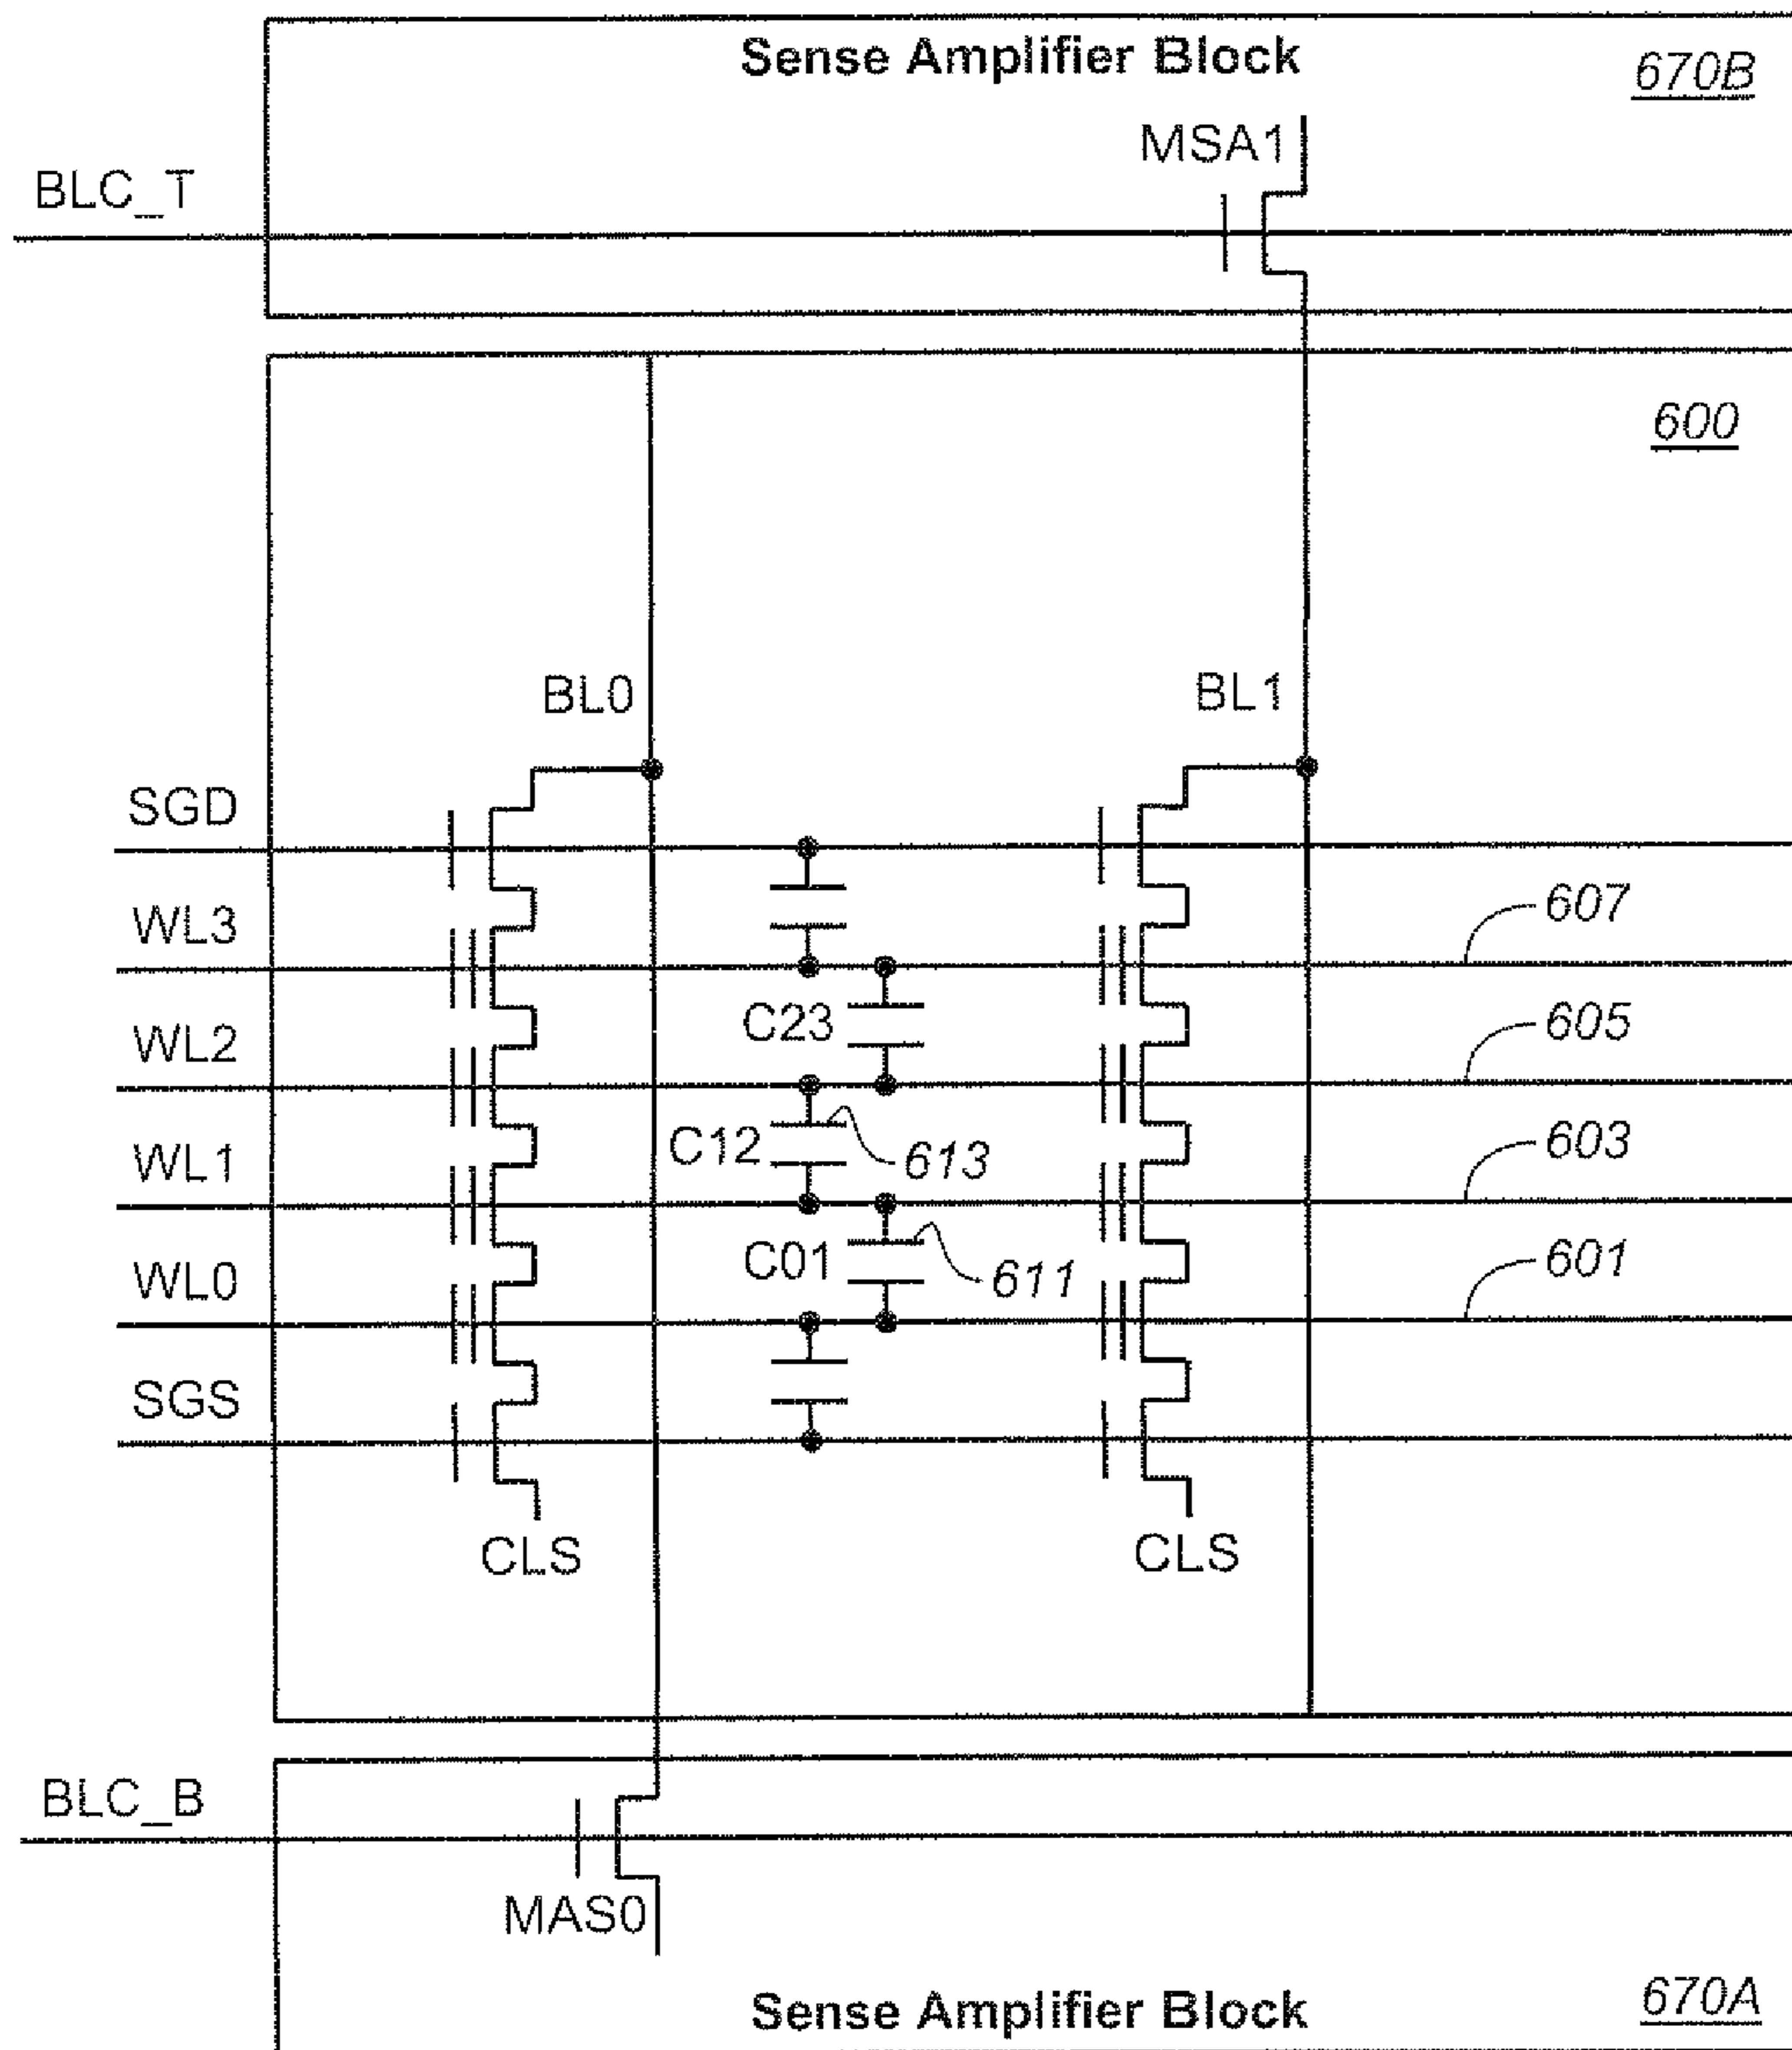 Sense Amplifier Block
670B
MSA1
BLC_T
600
BL0
BL1
SGD
WL3
607
C23
WL2
605
C12
613
WL1
603
C01
611
WL0
601
SGS
CLS
CLS
BLC_B
MAS0
Sense Amplifier Block
670A